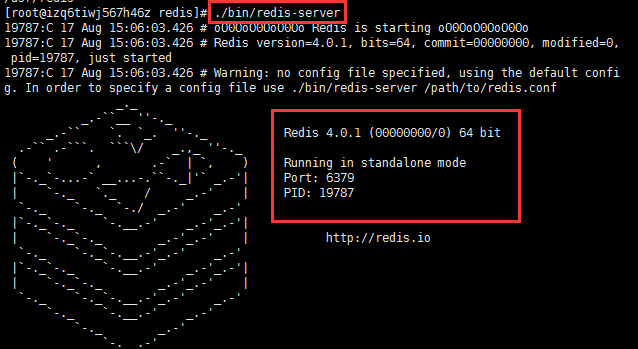 [root@izq6tiwj567h46z redis]# ./bin/redis-server
19787:C 17 Aug 15:06:03.426 # oO0OoO0OoO0Oo Redis is starting oO0OoO0OoO0Oo
19787:C 17 Aug 15:06:03.426 # Redis version=4.0.1, bits=64, commit=00000000, modified=0,
pid=19787, just started
19787:C 17 Aug 15:06:03.426 # Warning: no config file specified, using the default confi
g. In order to specify a config file use ./bin/redis-server /path/to/redis.conf
Redis 4.0.1 (00000000/0) 64 bit
Running in standalone mode
Port: 6379
PID: 19787
http://redis.io